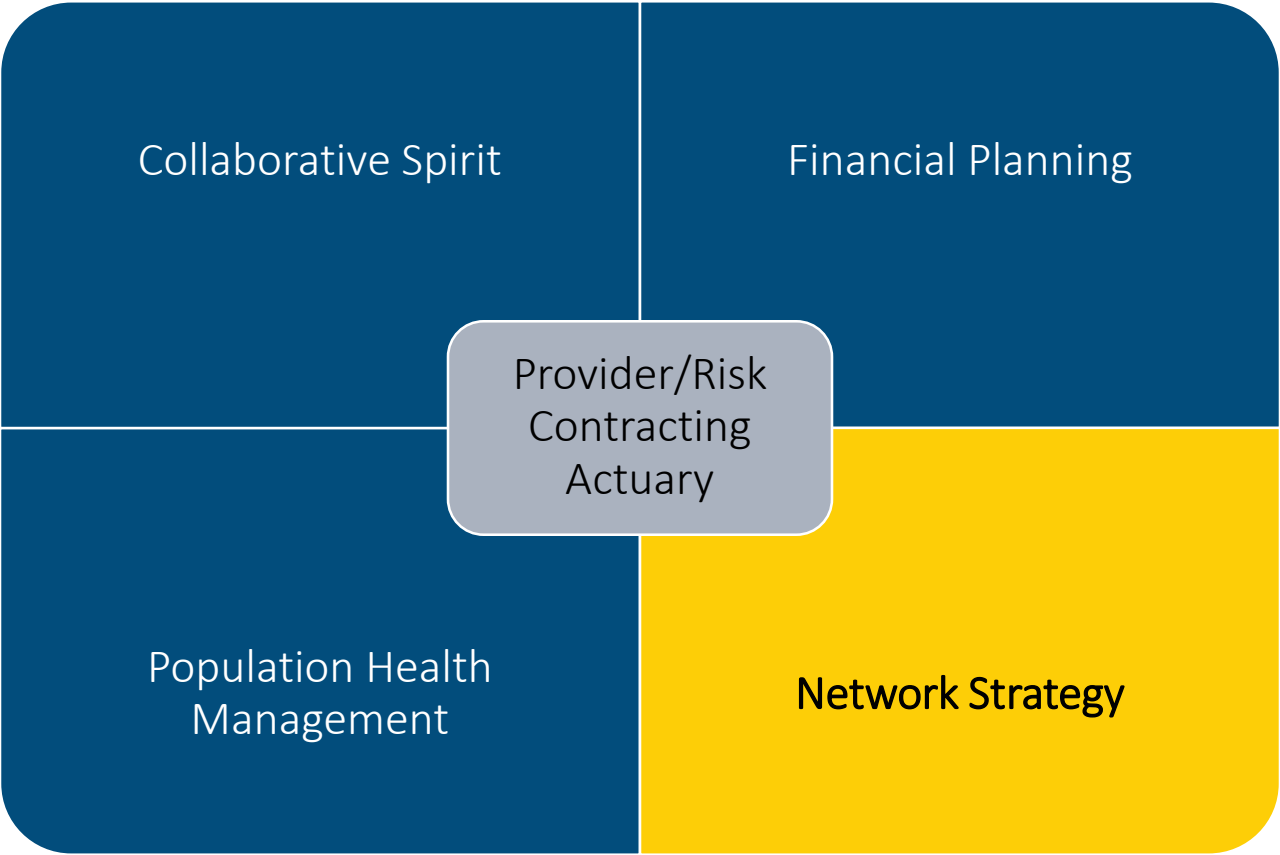 Collaborative Spirit
Financial Planning
Provider/Risk
Contracting
Actuary
Population Health
Management
Network Strategy